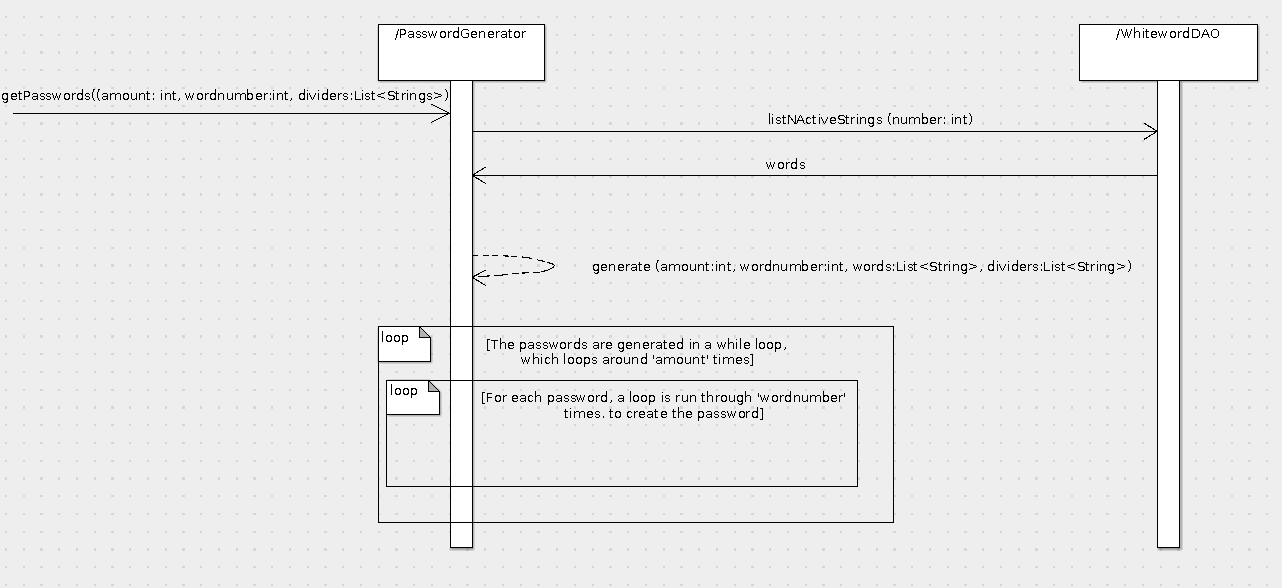 /PasswordGenerator
/WhitewordDAO
getPasswords((amount: int, wordnumber:int, dividers:List<Strings>)
listNActiveStrings (number: int)
words
generate (amount:int, wordnumber:int, words:List<String>, dividers:List<String>)
loop
[The passwords are generated in a while loop,
which loops around 'amount' times]
loop
[For each password, a loop is run through 'wordnumber'
times. to create the password]